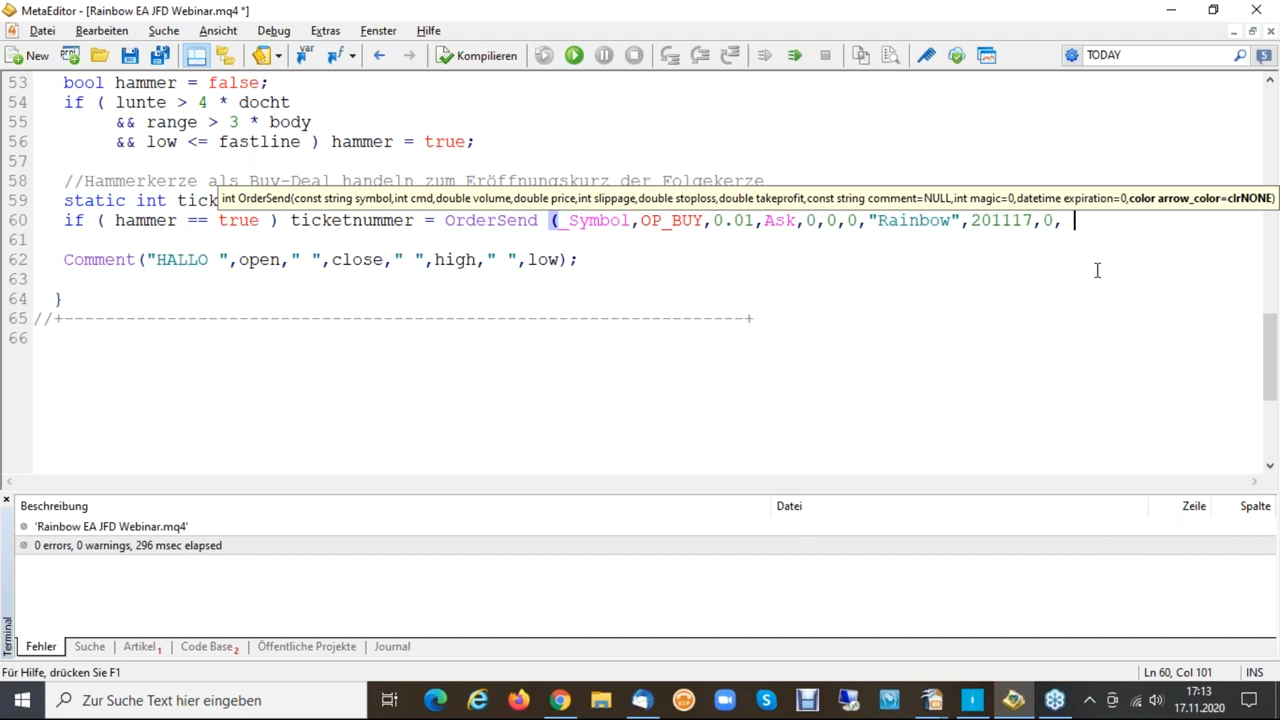 MetaEditor - [Rainbow EA JFD Webinar.mq4 *]
Datei Bearbeiten Suche Ansicht Debug Extras Fenster Hilfe
New Kompilieren TODAY 5
53 bool hammer = false;
54 if ( lunte > 4 * docht
55 && range > 3 * body
56 && low <= fastline ) hammer = true;
57
58 //Hammerkerze als Buy-Deal handeln zum Eröffnungskurz der Folgekerze
59 static int tick
int OrderSend(const string symbol,int cmd,double volume,double price,int slippage,double stoploss,double takeprofit,const string comment=NULL,int magic=0,datetime expiration=0,color arrow_color=clrNONE)
60 if ( hammer == true ) ticketnummer = OrderSend (_Symbol,OP_BUY,0.01,Ask,0,0,0,"Rainbow",201117,0,
61
62 Comment("HALLO ",open," ",close," ",high," ",low);
63
64 }
65 //+------------------------------------------------------------------+
66
Beschreibung Datei Zeile Spalte
'Rainbow EA JFD Webinar.mq4'
0 errors, 0 warnings, 296 msec elapsed
Terminal
Fehler Suche Artikel 1 Code Base 2 Öffentliche Projekte Journal
Für Hilfe, drücken Sie F1 Ln 60, Col 101 INS
Zur Suche Text hier eingeben
17:13
17.11.2020